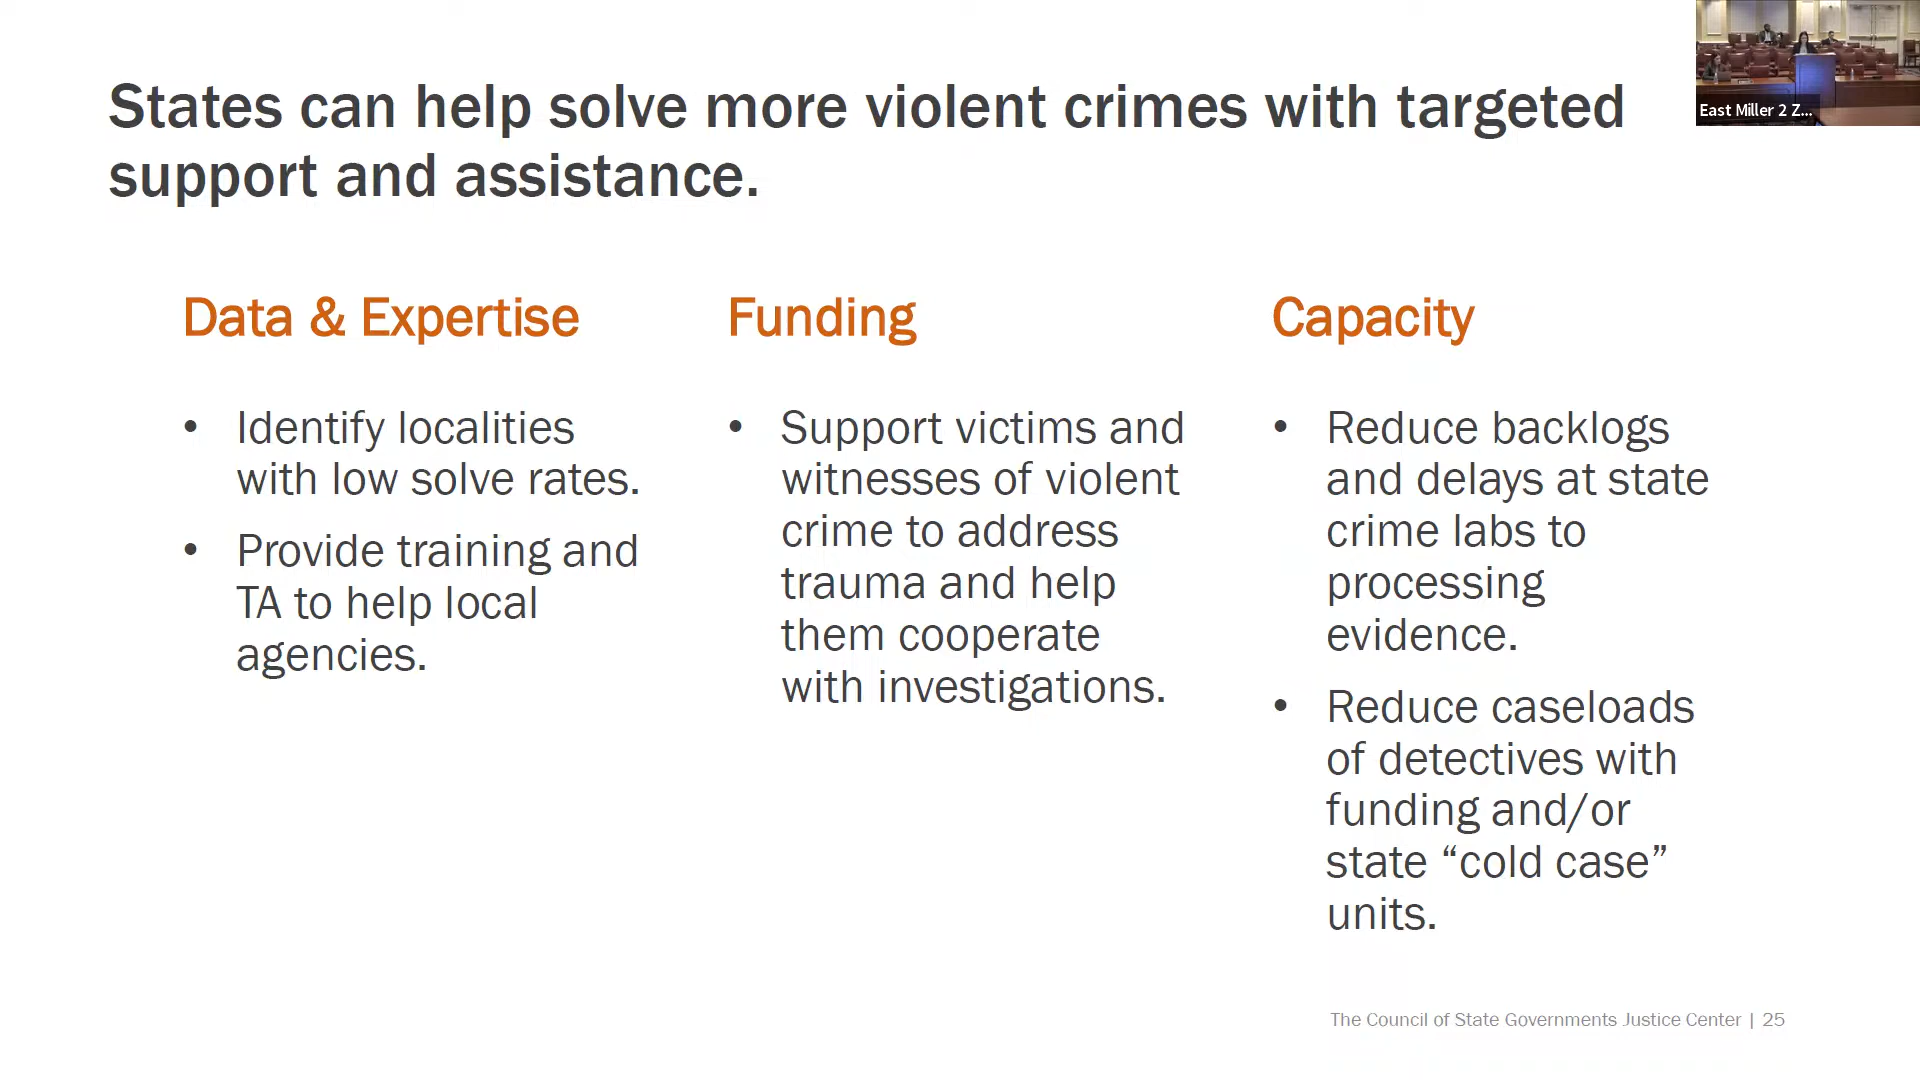 States can help solve more violent crimes with targeted
support and assistance.
East Miller 2 Z...
Data & Expertise
• Identify localities
with low solve rates.
• Provide training and
TA to help local
agencies.
Funding
• Support victims and
witnesses of violent
crime to address
trauma and help
them cooperate
with investigations.
Capacity
• Reduce backlogs
and delays at state
crime labs to
processing
evidence.
• Reduce caseloads
of detectives with
funding and/or
state “cold case”
units.
The Council of State Governments Justice Center | 25